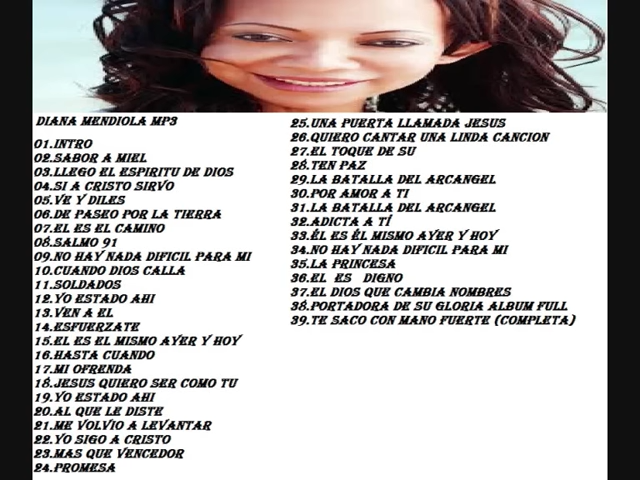 DIANA MENDIOLA MP3
01.INTRO
02.SABOR A MIEL
03.LLEGO EL ESPIRITU DE DIOS
04.SI A CRISTO SIRVO
05.VE Y DILES
06.DE PASEO POR LA TIERRA
07.EL ES EL CAMINO
08.SALMO 91
09.NO HAY NADA DIFICIL PARA MI
10.CUANDO DIOS CALLA
11.SOLDADOS
12.YO ESTADO AHI
13.VEN A EL
14.ESFUERZATE
15.EL ES EL MISMO AYER Y HOY
16.HASTA CUANDO
17.MI OFRENDA
18.JESUS QUIERO SER COMO TU
19.YO ESTADO AHI
20.AL QUE LE DISTE
21.ME VOLVIO A LEVANTAR
22.YO SIGO A CRISTO
23.MAS QUE VENCEDOR
24.PROMESA
25.UNA PUERTA LLAMADA JESUS
26.QUIERO CANTAR UNA LINDA CANCION
27.EL TOQUE DE SU
28.TEN PAZ
29.LA BATALLA DEL ARCANGEL
30.POR AMOR A TI
31.LA BATALLA DEL ARCANGEL
32.ADICTA A TÍ
33.ÉL ES ÉL MISMO AYER Y HOY
34.NO HAY NADA DIFICIL PARA MI
35.LA PRINCESA
36.EL ES DIGNO
37.EL DIOS QUE CAMBIA NOMBRES
38.PORTADORA DE SU GLORIA ALBUM FULL
39.TE SACO CON MANO FUERTE (COMPLETA)